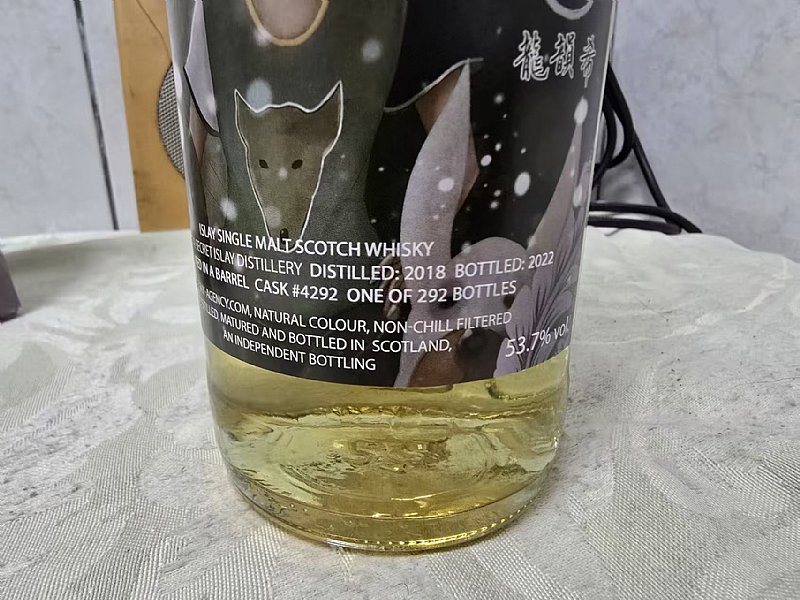 龍韻
ISLAY SINGLE MALT SCOTCH WHISKY
SECRET ISLAY DISTILLERY DISTILLED: 2018 BOTTLED: 2022
IN A BARREL CASK #4292 ONE OF 292 BOTTLES
AGENCY.COM, NATURAL COLOUR, NON-CHILL FILTERED
MATURED AND BOTTLED IN SCOTLAND,
AN INDEPENDENT BOTTLING
53.7% vol.